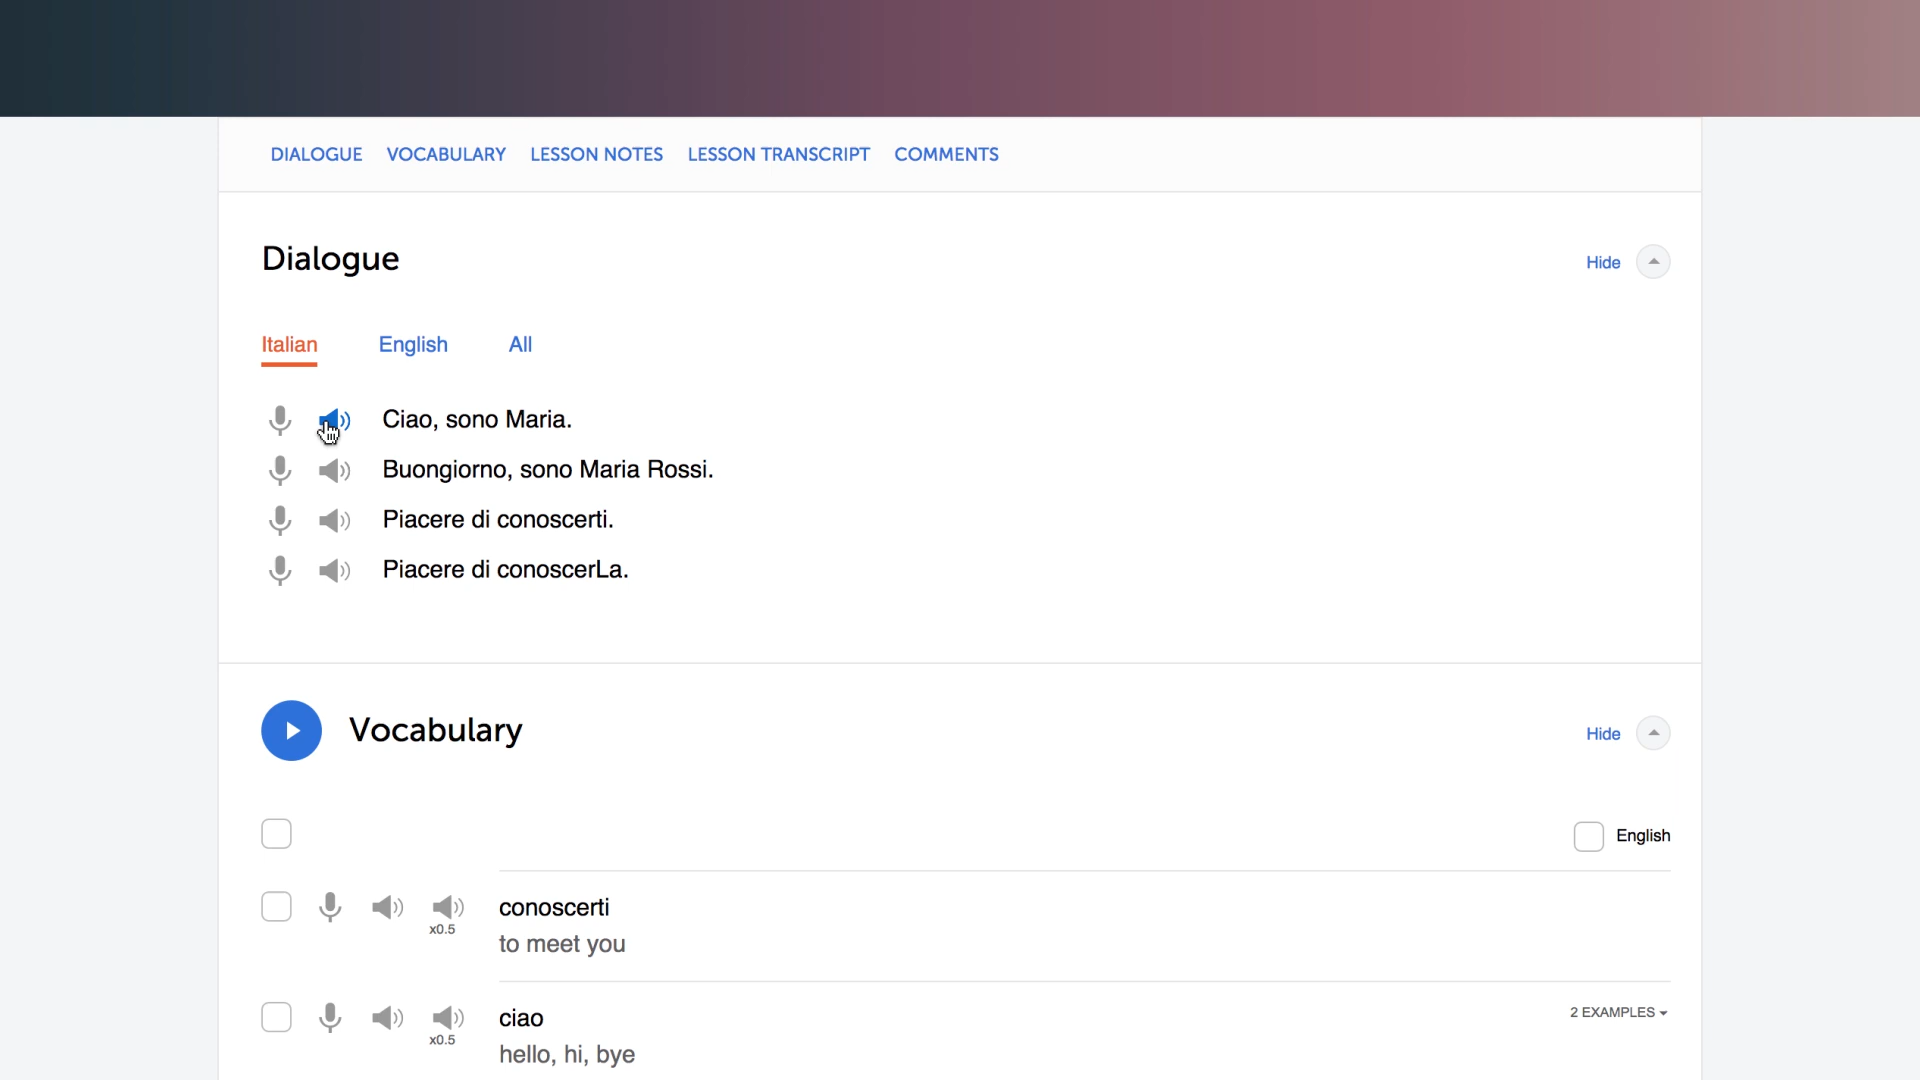 DIALOGUE VOCABULARY LESSON NOTES LESSON TRANSCRIPT COMMENTS
Dialogue
Hide
Italian English All
Ciao, sono Maria.
Buongiorno, sono Maria Rossi.
Piacere di conoscerti.
Piacere di conoscerLa.
Vocabulary
Hide
English
x0.5
conoscerti
to meet you
x0.5
ciao
2 EXAMPLES
hello, hi, bye